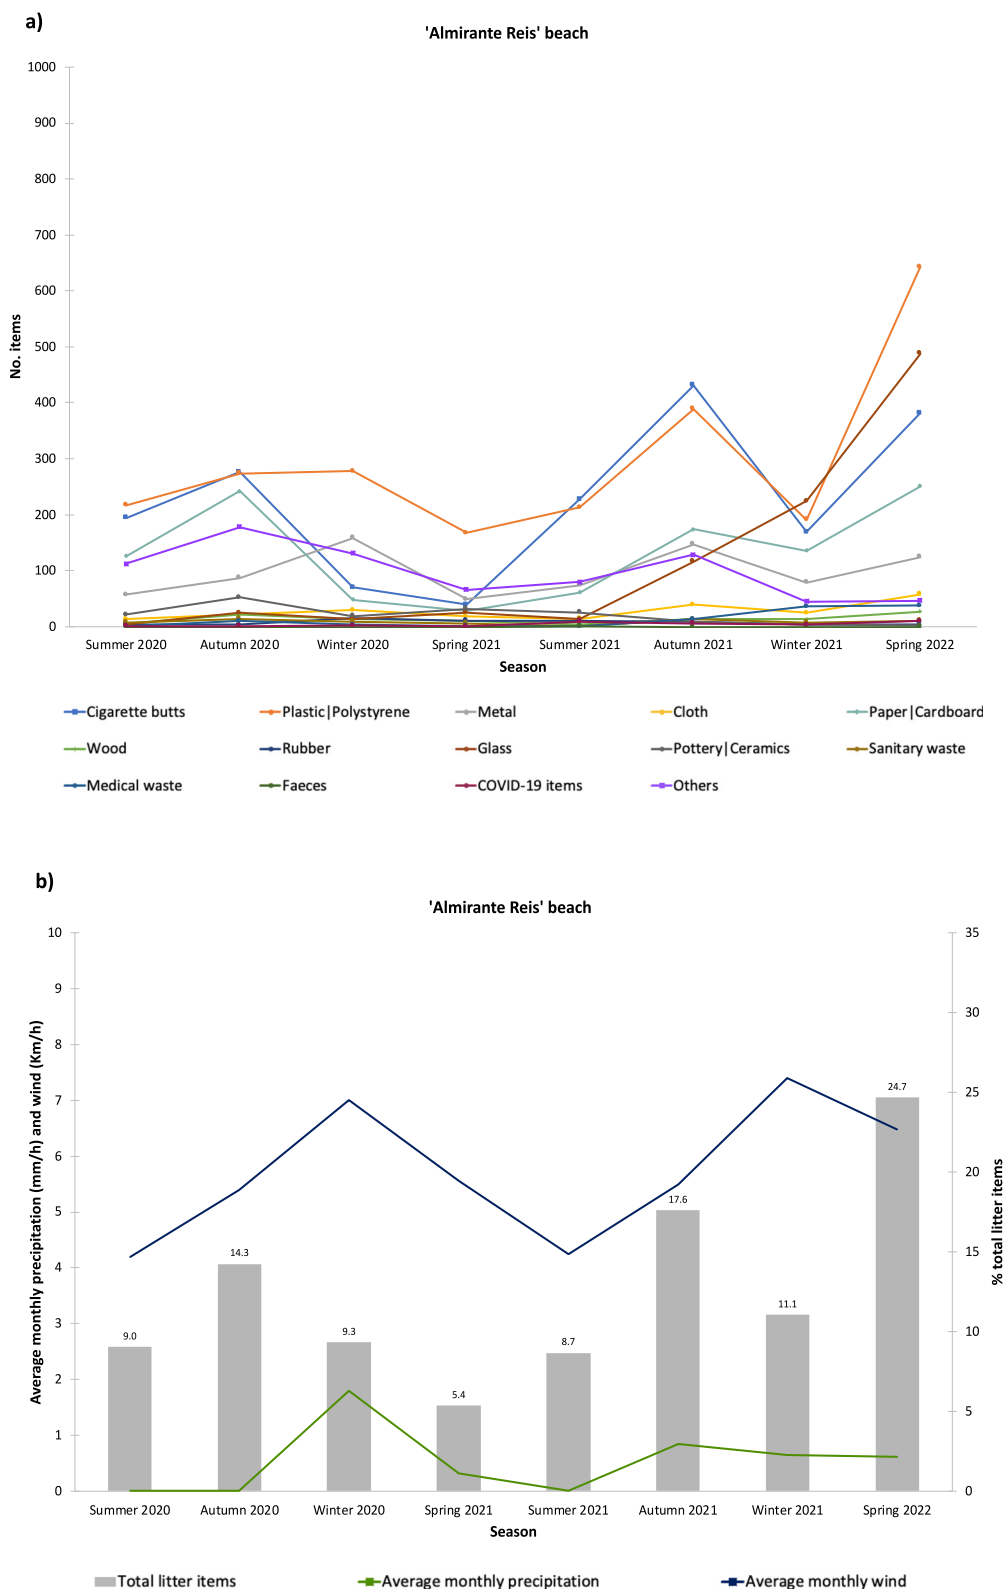 a)
'Almirante Reis' beach
1000
900
800
700
600
500
400
300
200
100
0
No. items
Summer 2020 Autumn 2020 Winter 2020 Spring 2021 Summer 2021 Autumn 2021 Winter 2021 Spring 2022
Season
Cigarette butts Plastic|Polystyrene Metal Cloth Paper|Cardboard
Wood Rubber Glass Pottery|Ceramics Sanitary waste
Medical waste Faeces COVID-19 items Others
b)
'Almirante Reis' beach
10
9
8
7
6
5
4
3
2
1
0
Average monthly precipitation (mm/h) and wind (Km/h)
35
30
25
20
15
10
5
0
% total litter items
9.0
14.3
9.3
5.4
8.7
17.6
11.1
24.7
Summer 2020 Autumn 2020 Winter 2020 Spring 2021 Summer 2021 Autumn 2021 Winter 2021 Spring 2022
Season
Total litter items Average monthly precipitation Average monthly wind